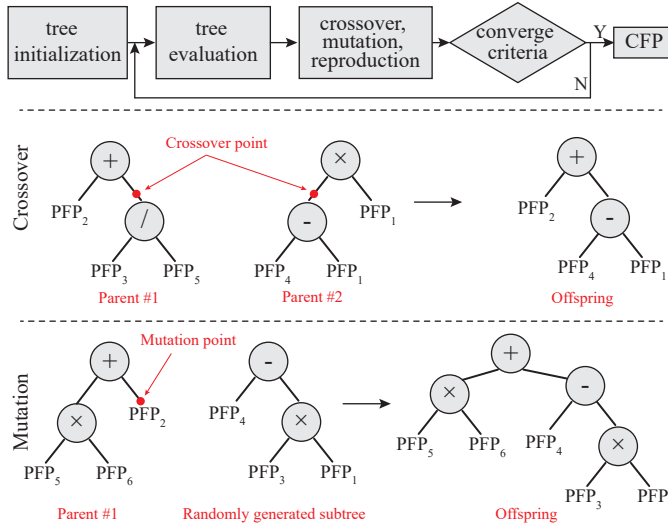 tree
initialization
tree
evaluation
crossover,
mutation,
reproduction
converge
criteria
Y
CFP
N
Crossover
Crossover point
+
PFP2
/
PFP3
PFP5
Parent #1
×
-
PFP1
PFP4
PFP1
Parent #2
+
PFP2
-
PFP4
PFP1
Offspring
Mutation
Mutation point
+
×
PFP2
PFP5
PFP6
Parent #1
-
PFP4
×
PFP3
PFP1
Randomly generated subtree
+
×
-
PFP5
PFP6
PFP4
×
PFP3
PFP
Offspring